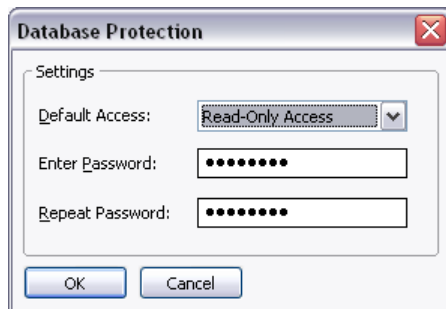 Database Protection
Settings
Default Access: Read-Only Access
Enter Password: ●●●●●●●●
Repeat Password: ●●●●●●●●
OK Cancel